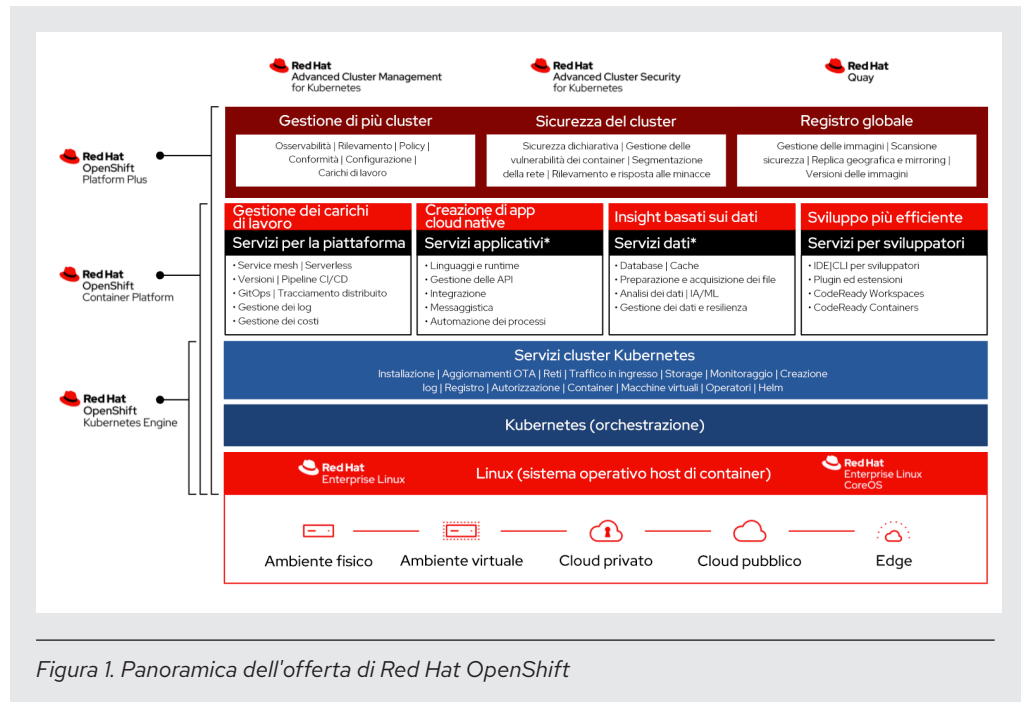 Red Hat
Advanced Cluster Management
for Kubernetes
Red Hat
Advanced Cluster Security
for Kubernetes
Red Hat
Quay
Red Hat
OpenShift
Platform Plus
Gestione di più cluster
Osservabilità | Rilevamento | Policy |
Conformità | Configurazione |
Carichi di lavoro
Sicurezza del cluster
Sicurezza dichiarativa | Gestione delle
vulnerabilità dei container | Segmentazione
della rete | Rilevamento e risposta alle minacce
Registro globale
Gestione delle immagini | Scansione
sicurezza | Replica geografica e mirroring |
Versioni delle immagini
Red Hat
OpenShift
Container Platform
Gestione dei carichi
di lavoro
Servizi per la piattaforma
• Service mesh | Serverless
• Versioni | Pipeline CI/CD
• GitOps | Tracciamento distribuito
• Gestione dei log
• Gestione dei costi
Creazione di app
cloud native
Servizi applicativi*
• Linguaggi e runtime
• Gestione delle API
• Integrazione
• Messaggistica
• Automazione dei processi
Insight basati sui dati
Servizi dati*
• Database | Cache
• Preparazione e acquisizione dei file
• Analisi dei dati | IA/ML
• Gestione dei dati e resilienza
Sviluppo più efficiente
Servizi per sviluppatori
• IDE|CLI per sviluppatori
• Plugin ed estensioni
• CodeReady Workspaces
• CodeReady Containers
Red Hat
OpenShift
Kubernetes Engine
Servizi cluster Kubernetes
Installazione | Aggiornamenti OTA | Reti | Traffico in ingresso | Storage | Monitoraggio | Creazione
log | Registro | Autorizzazione | Container | Macchine virtuali | Operatori | Helm
Kubernetes (orchestrazione)
Red Hat
Enterprise Linux
Linux (sistema operativo host di container)
Red Hat
Enterprise Linux
CoreOS
Ambiente fisico
Ambiente virtuale
Cloud privato
Cloud pubblico
Edge
Figura 1. Panoramica dell'offerta di Red Hat OpenShift